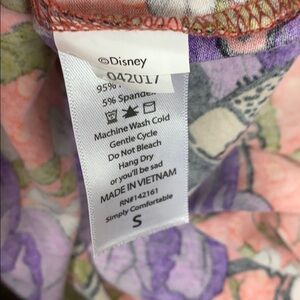 ©Disney
042017
95%
5% Spandex
Machine Wash Cold
Gentle Cycle
Do Not Bleach
Hang Dry
or you'll be sad
MADE IN VIETNAM
RN#142161
Simply Comfortable
S